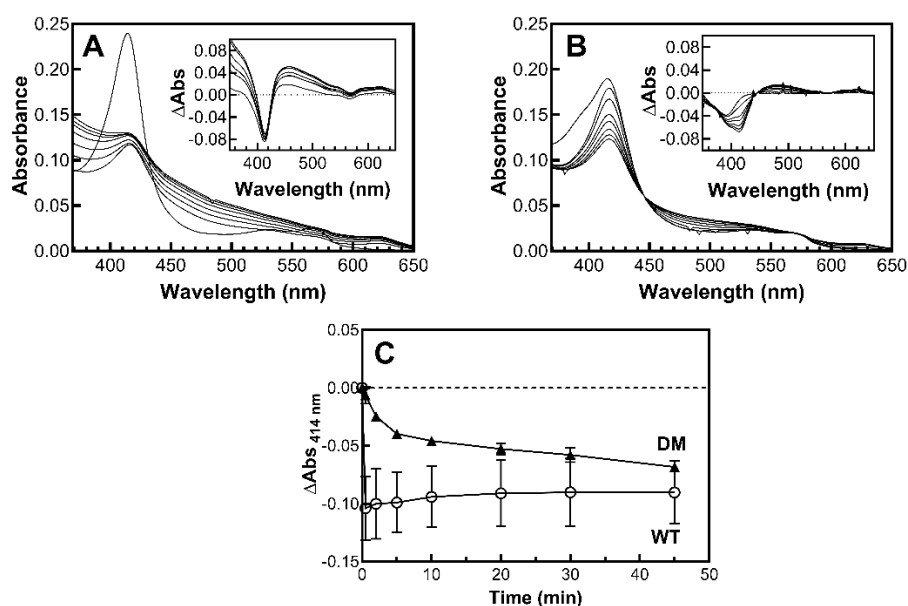 A
0.25
0.20
0.15
0.10
0.05
0.00
Absorbance
400 450 500 550 600 650
Wavelength (nm)
0.08
0.04
0.00
-0.04
-0.08
ΔAbs
400 500 600
Wavelength (nm)
B
0.25
0.20
0.15
0.10
0.05
0.00
Absorbance
400 450 500 550 600 650
Wavelength (nm)
0.08
0.04
0.00
-0.04
-0.08
ΔAbs
400 500 600
Wavelength (nm)
C
0.05
0.00
-0.05
-0.10
-0.15
ΔAbs 414 nm
DM
WT
0 10 20 30 40 50
Time (min)